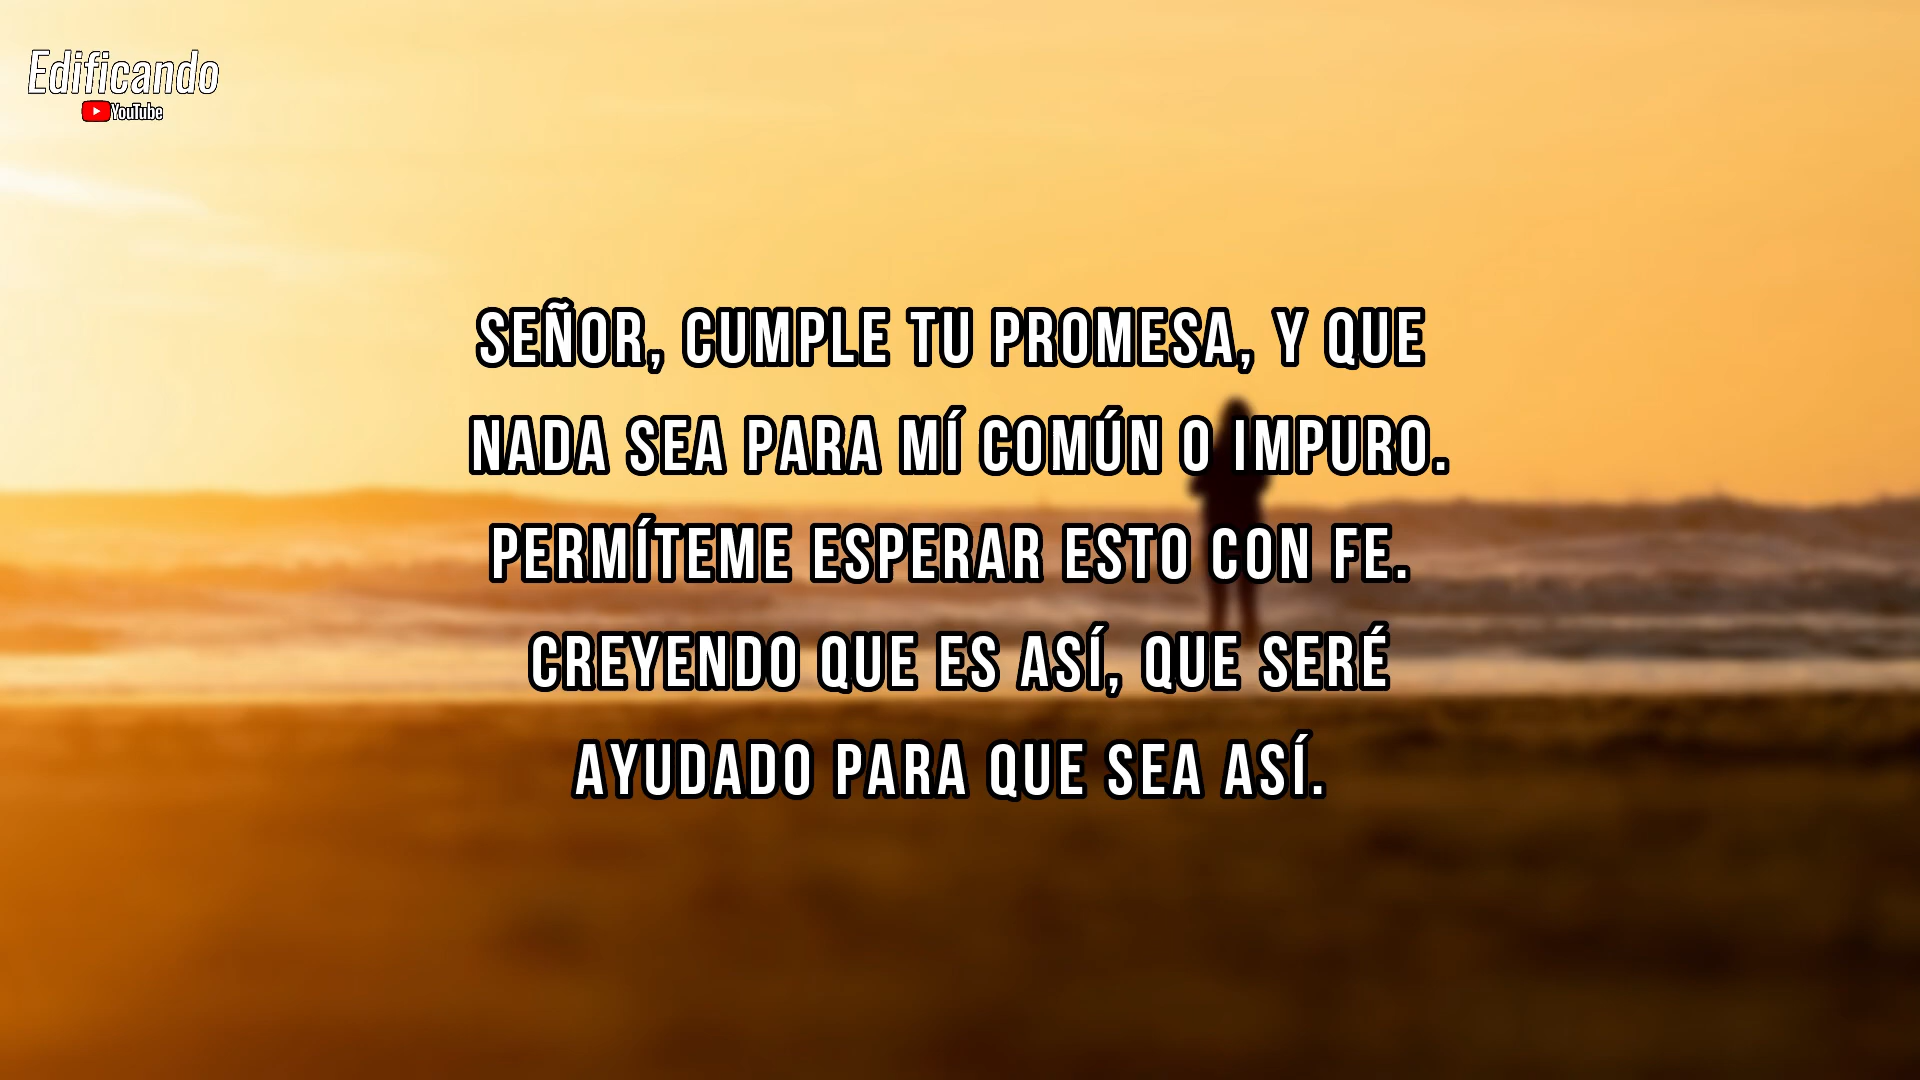 Edificando
YouTube
SEÑOR, CUMPLE TU PROMESA, Y QUE
NADA SEA PARA MÍ COMÚN O IMPURO.
PERMÍTEME ESPERAR ESTO CON FE.
CREYENDO QUE ES ASÍ, QUE SERÉ
AYUDADO PARA QUE SEA ASÍ.